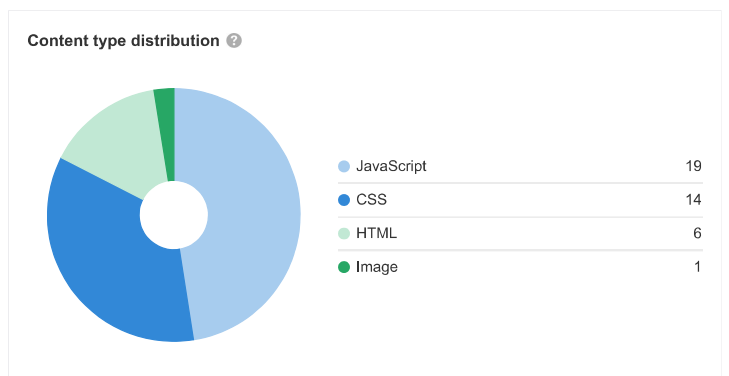 Content type distribution ?
JavaScript 19
CSS 14
HTML 6
Image 1